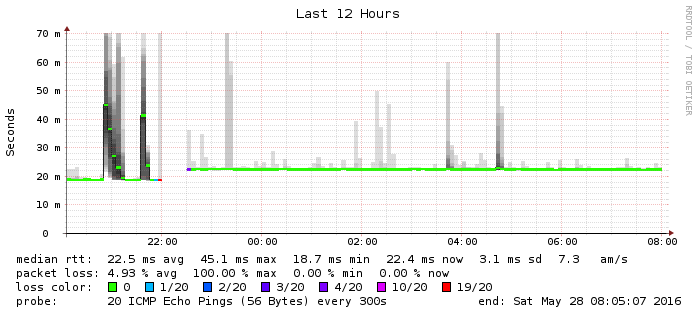 Last 12 Hours
RRDTOOL / TOBI OETIKER
Seconds
70 m
60 m
50 m
40 m
30 m
20 m
10 m
0
22:00 00:00 02:00 04:00 06:00 08:00
median rtt: 22.5 ms avg 45.1 ms max 18.7 ms min 22.4 ms now 3.1 ms sd 7.3 am/s
packet loss: 4.93 % avg 100.00 % max 0.00 % min 0.00 % now
loss color: 0 1/20 2/20 3/20 4/20 10/20 19/20
probe: 20 ICMP Echo Pings (56 Bytes) every 300s end: Sat May 28 08:05:07 2016